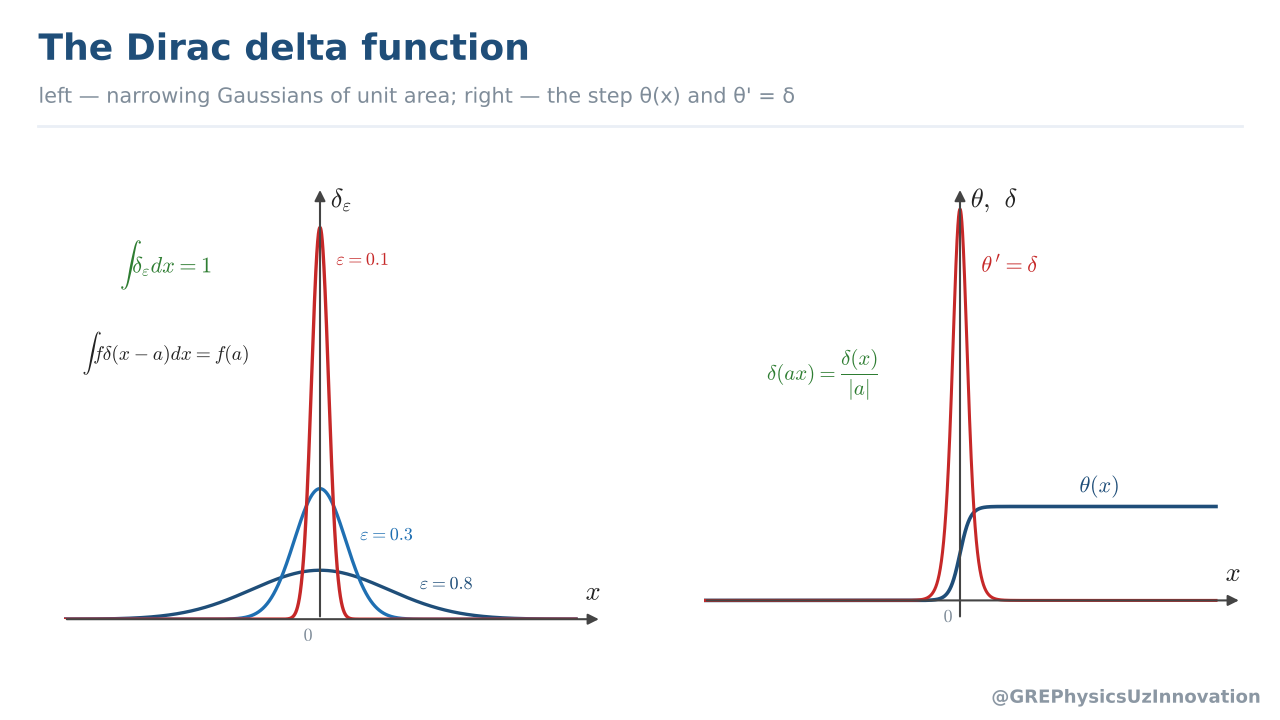 The Dirac delta function
left — narrowing Gaussians of unit area; right — the step θ(x) and θ' = δ
δ_ε
∫δ_ε dx = 1
ε = 0.1
∫fδ(x − a)dx = f(a)
ε = 0.3
ε = 0.8
x
0
θ, δ
θ′ = δ
δ(ax) = δ(x)/|a|
θ(x)
x
0
@GREPhysicsUzInnovation